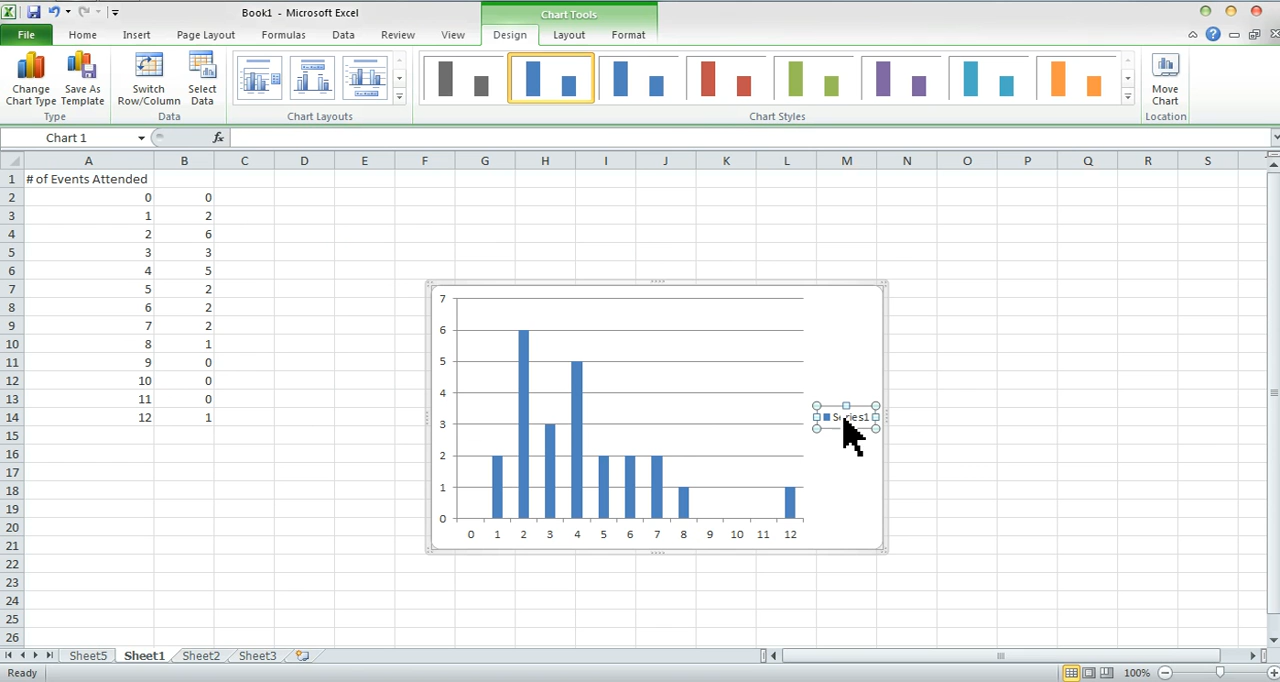 Book1 - Microsoft Excel
Chart Tools
File Home Insert Page Layout Formulas Data Review View Design Layout Format
Change Chart Type
Save As Template
Switch Row/Column
Select Data
Move Chart
Type Data Chart Layouts Chart Styles Location
Chart 1 fx
A B C D E F G H I J K L M N O P Q R S
1 # of Events Attended
2 0 0
3 1 2
4 2 6
5 3 3
6 4 5
7 5 2
8 6 2
9 7 2
10 8 1
11 9 0
12 10 0
13 11 0
14 12 1
15
16
17
18
19
20
21
22
23
24
25
26
7
6
5
4
3
2
1
0
0 1 2 3 4 5 6 7 8 9 10 11 12
Series1
Sheet5 Sheet1 Sheet2 Sheet3
Ready 100%